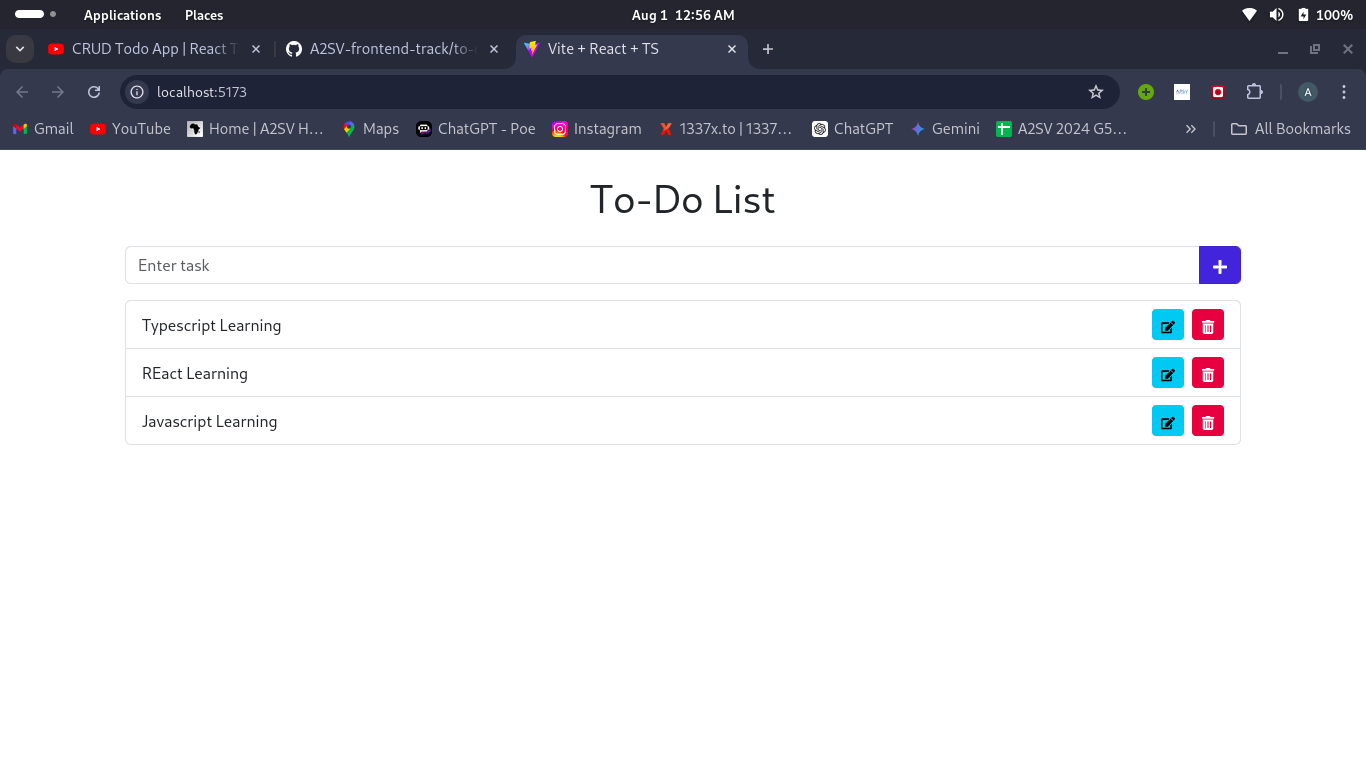 Applications Places Aug 1 12:56 AM 100%
CRUD Todo App | React T A2SV-frontend-track/to- Vite + React + TS
localhost:5173 A
Gmail YouTube Home | A2SV H... Maps ChatGPT - Poe Instagram 1337x.to | 1337... ChatGPT Gemini A2SV 2024 G5... All Bookmarks
To-Do List
Enter task
Typescript Learning
REact Learning
Javascript Learning